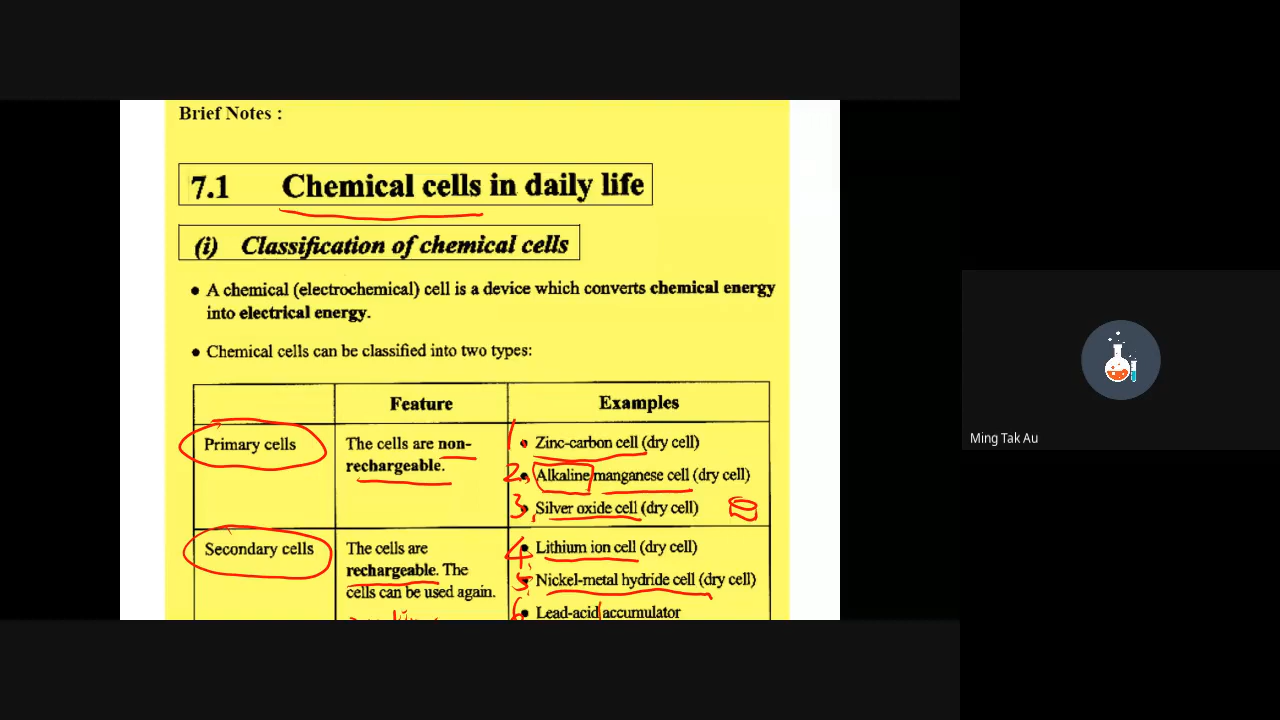 Brief Notes :
7.1 Chemical cells in daily life
(i) Classification of chemical cells
• A chemical (electrochemical) cell is a device which converts chemical energy
into electrical energy.
• Chemical cells can be classified into two types:
Feature Examples
Primary cells
The cells are non-
rechargeable.
1. • Zinc-carbon cell (dry cell)
2. • Alkaline manganese cell (dry cell)
3. • Silver oxide cell (dry cell)
Secondary cells
The cells are
rechargeable. The
cells can be used again.
4 • Lithium ion cell (dry cell)
5. • Nickel-metal hydride cell (dry cell)
6 • Lead-acid accumulator
Ming Tak Au